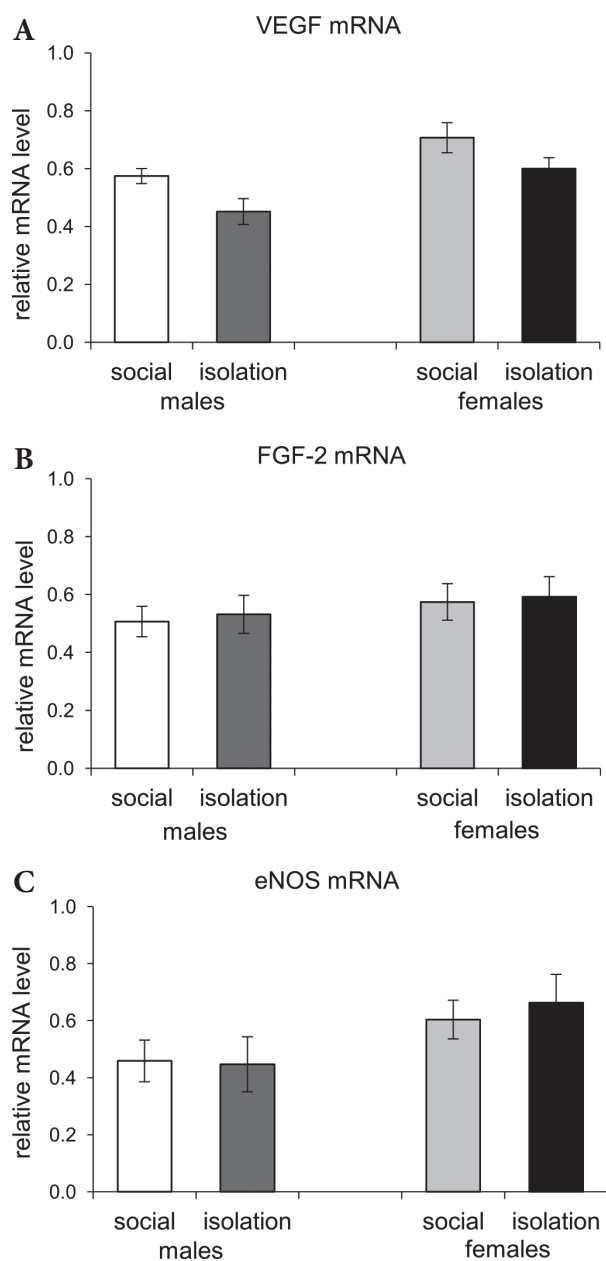 A
VEGF mRNA
relative mRNA level
1.0
0.8
0.6
0.4
0.2
0.0
social isolation social isolation
males females
B
FGF-2 mRNA
relative mRNA level
1.0
0.8
0.6
0.4
0.2
0.0
social isolation social isolation
males females
C
eNOS mRNA
relative mRNA level
1.0
0.8
0.6
0.4
0.2
0.0
social isolation social isolation
males females